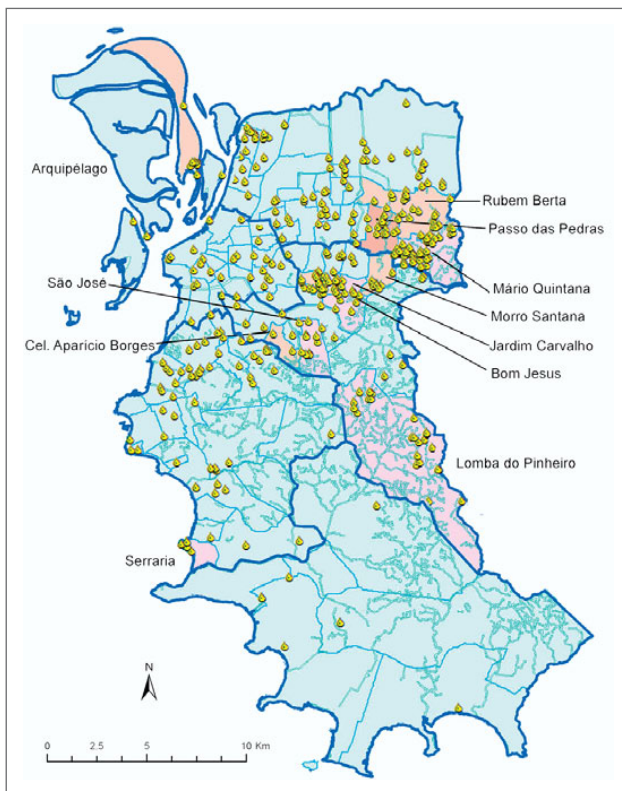 Arquipélago
Rubem Berta
Passo das Pedras
São José
Mário Quintana
Morro Santana
Cel. Aparício Borges
Jardim Carvalho
Bom Jesus
Lomba do Pinheiro
Serraria
N
0 2.5 5 10 Km